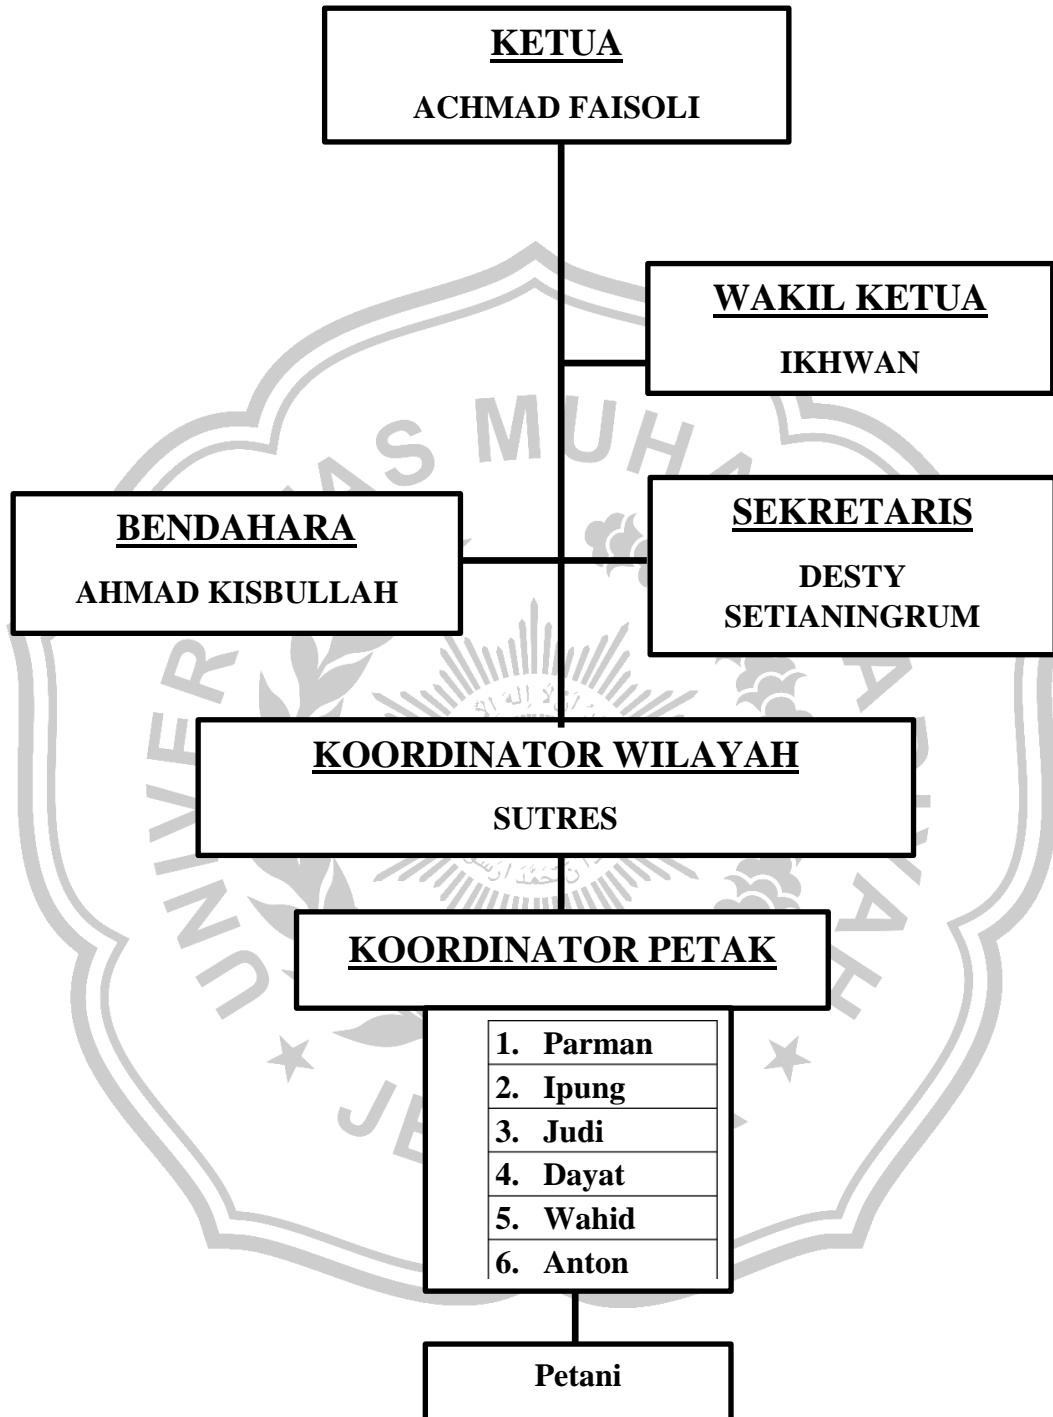 KETUA
ACHMAD FAISOLI
WAKIL KETUA
IKHWAN
BENDAHARA
AHMAD KISBULLAH
SEKRETARIS
DESTY
SETIANINGRUM
KOORDINATOR WILAYAH
SUTRES
KOORDINATOR PETAK
1. Parman
2. Ipung
3. Judi
4. Dayat
5. Wahid
6. Anton
Petani